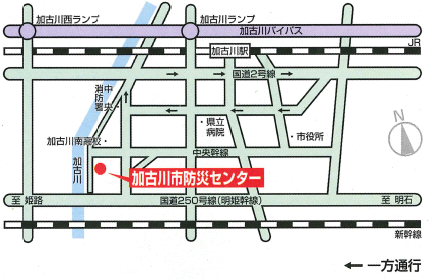 加古川西ランプ
加古川ランプ
加古川バイパス
加古川駅
JR
国道2号線
中消防署
・県立病院
・市役所
加古川南高校・
中央幹線
加古川
加古川市防災センター
至 姫路
国道250号線(明姫幹線)
至 明石
新幹線
N
一方通行